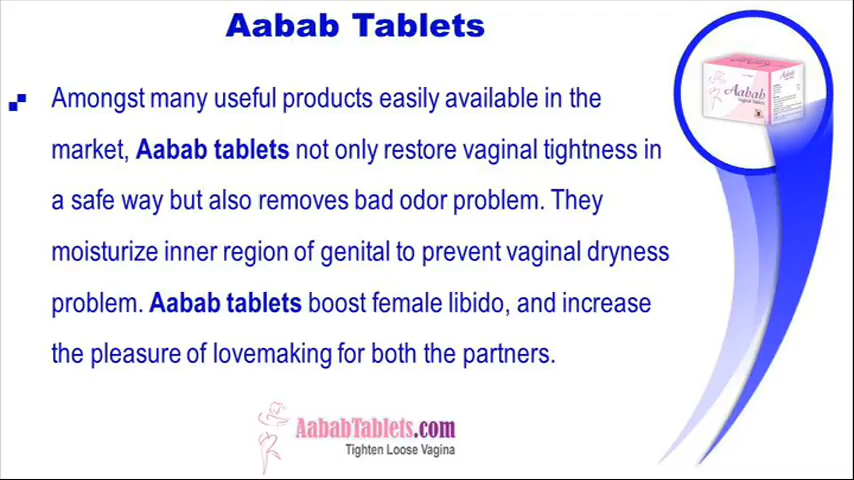 Aabab Tablets
Amongst many useful products easily available in the
market, Aabab tablets not only restore vaginal tightness in
a safe way but also removes bad odor problem. They
moisturize inner region of genital to prevent vaginal dryness
problem. Aabab tablets boost female libido, and increase
the pleasure of lovemaking for both the partners.
Aabab
AababTablets.com
Tighten Loose Vagina